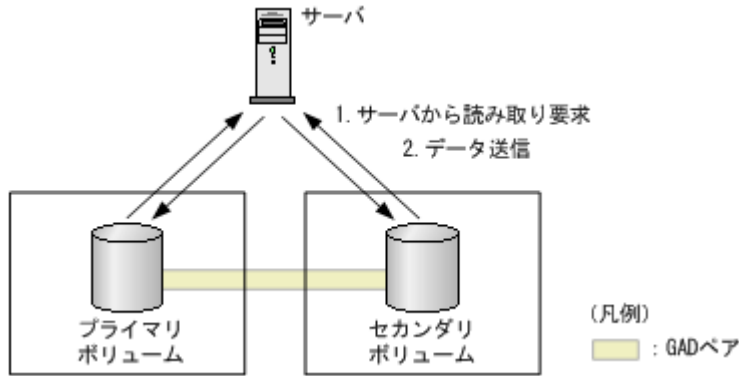 サーバ
1. サーバから読み取り要求
2. データ送信
プライマリ
ボリューム
セカンダリ
ボリューム
(凡例)
: GADペア